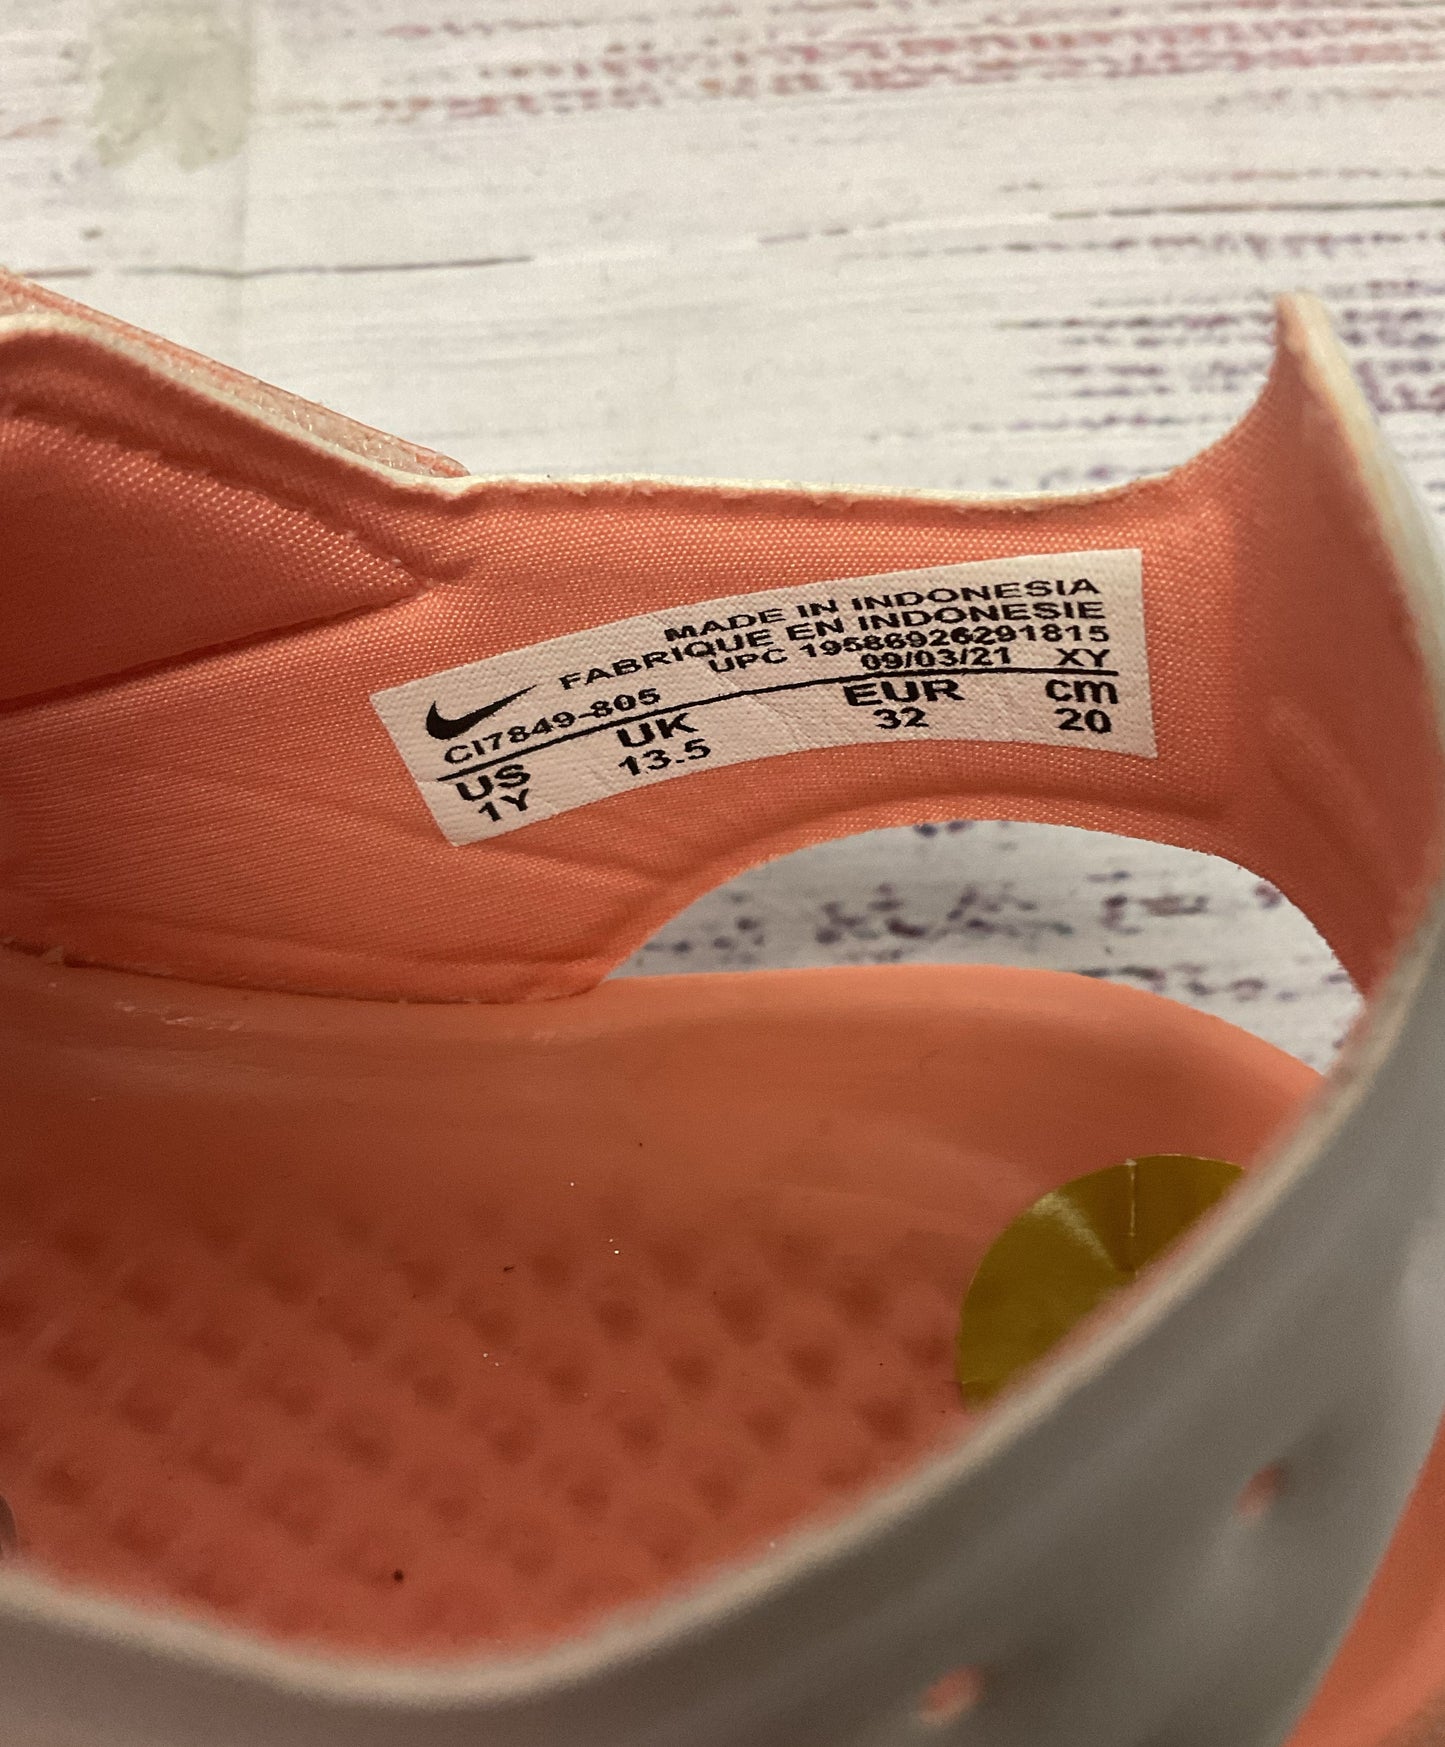 MADE IN INDONESIA
FABRIQUE EN INDONESIE
UPC 19586926291815
CI7849-805 09/03/21 XY
US UK EUR cm
1Y 13.5 32 20